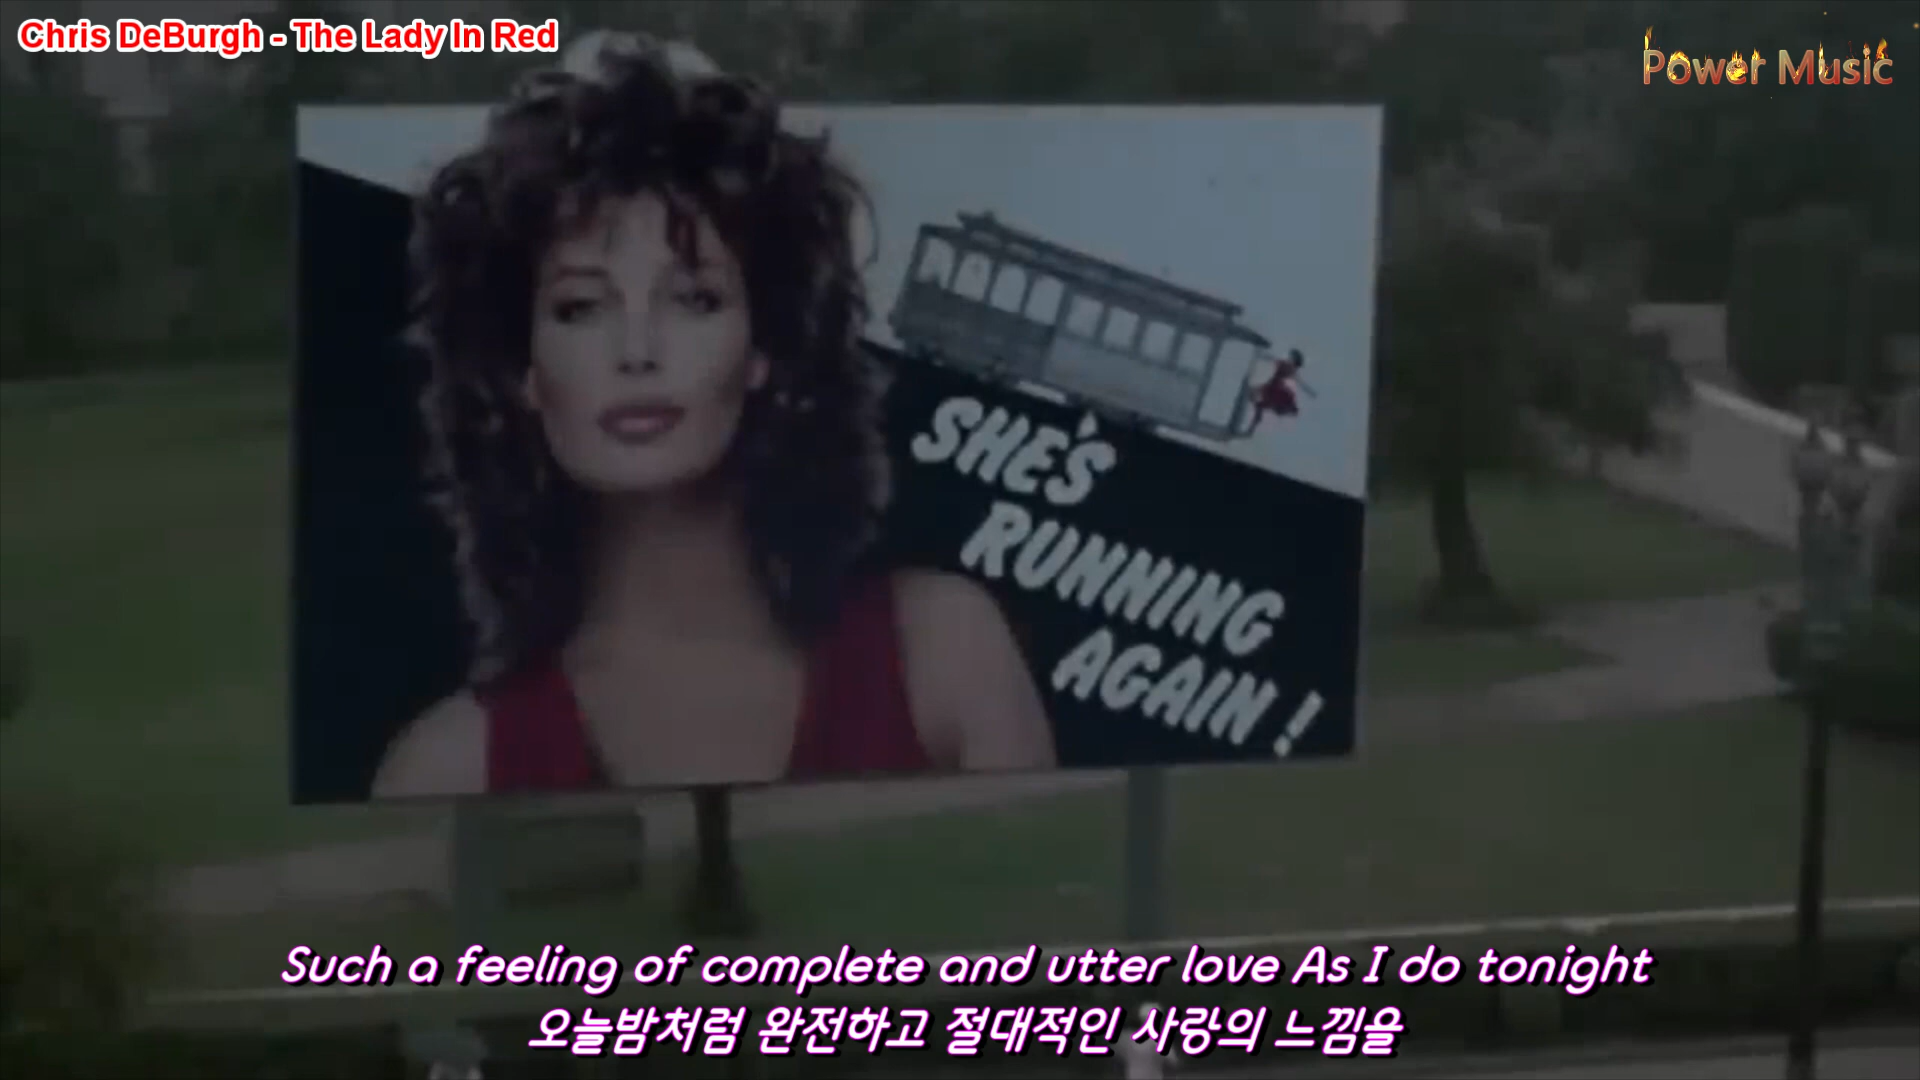 Chris DeBurgh - The Lady In Red
Power Music
SHE'S
RUNNING
AGAIN!
Such a feeling of complete and utter love As I do tonight
오늘밤처럼 완전하고 절대적인 사랑의 느낌을